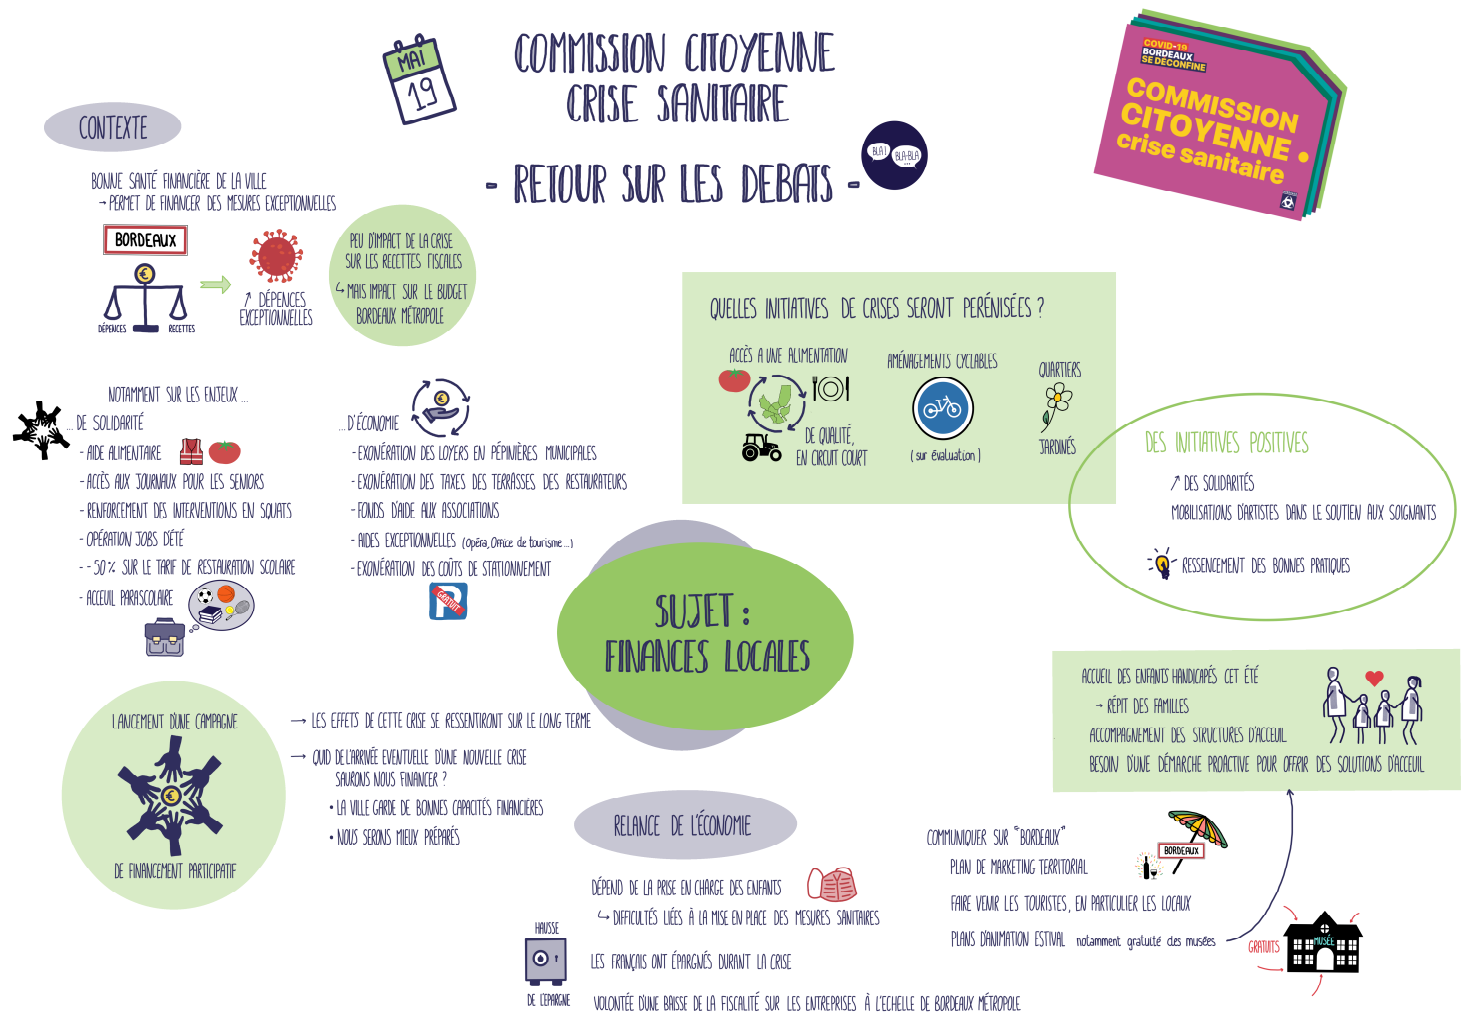 MAI
19
COMMISSION CITOYENNE
CRISE SANITAIRE
- RETOUR SUR LES DEBATS -
BLA!
BLA-BLA
...
COVID-19
BORDEAUX
SE DÉCONFINE
COMMISSION
CITOYENNE •
crise sanitaire
CONTEXTE
BONNE SANTÉ FINANCIÈRE DE LA VILLE
→ PERMET DE FINANCER DES MESURES EXCEPTIONNELLES
BORDEAUX
€
DÉPENCES
RECETTES
↗ DÉPENCES
EXCEPTIONNELLES
PEU D'IMPACT DE LA CRISE
SUR LES RECETTES FISCALES
↳ MAIS IMPACT SUR LE BUDGET
BORDEAUX MÉTROPOLE
NOTAMMENT SUR LES ENJEUX ...
... DE SOLIDARITÉ
- AIDE ALIMENTAIRE
- ACCÈS AUX JOURNAUX POUR LES SENIORS
- RENFORCEMENT DES INTERVENTIONS EN SQUATS
- OPÉRATION JOBS D'ÉTÉ
- -50% SUR LE TARIF DE RESTAURATION SCOLAIRE
- ACCEUIL PARASCOLAIRE
... D'ÉCONOMIE
€
- EXONÉRATION DES LOYERS EN PÉPINIÈRES MUNICIPALES
- EXONÉRATION DES TAXES DES TERRASSES DES RESTAURATEURS
- FONDS D'AIDE AUX ASSOCIATIONS
- AIDES EXCEPTIONNELLES (Opéra, Office de tourisme...)
- EXONÉRATION DES COÛTS DE STATIONNEMENT
P
GRATUIT
QUELLES INITIATIVES DE CRISES SERONT PERÉNISÉES ?
ACCÈS A UNE ALIMENTATION
DE QUALITÉ,
EN CIRCUIT COURT
AMÉNAGEMENTS CYCLABLES
(sur évaluation)
QUARTIERS
JARDINÉS
DES INITIATIVES POSITIVES
↗ DES SOLIDARITÉS
MOBILISATIONS D'ARTISTES DANS LE SOUTIEN AUX SOIGNANTS
RESSENCEMENT DES BONNES PRATIQUES
SUJET :
FINANCES LOCALES
LANCEMENT D'UNE CAMPAGNE
€
DE FINANCEMENT PARTICIPATIF
→ LES EFFETS DE CETTE CRISE SE RESSENTIRONT SUR LE LONG TERME
→ QUID DE L'ARRIVÉE EVENTUELLE D'UNE NOUVELLE CRISE
SAURONS NOUS FINANCER ?
• LA VILLE GARDE DE BONNES CAPACITÉS FINANCIÈRES
• NOUS SERONS MIEUX PRÉPARÉS
ACCUEIL DES ENFANTS HANDICAPÉS CET ÉTÉ
→ RÉPIT DES FAMILLES
ACCOMPAGNEMENT DES STRUCTURES D'ACCEUIL
BESOIN D'UNE DÉMARCHE PROACTIVE POUR OFFRIR DES SOLUTIONS D'ACCEUIL
RELANCE DE L'ÉCONOMIE
DÉPEND DE LA PRISE EN CHARGE DES ENFANTS
↳ DIFFICULTÉS LIÉES À LA MISE EN PLACE DES MESURES SANITAIRES
HAUSSE
DE L'EPARGNE
LES FRANÇAIS ONT ÉPARGNÉS DURANT LA CRISE
VOLONTÉE D'UNE BAISSE DE LA FISCALITÉ SUR LES ENTREPRISES À L'ECHELLE DE BORDEAUX MÉTROPOLE
COMMUNIQUER SUR "BORDEAUX"
PLAN DE MARKETING TERRITORIAL
BORDEAUX
FAIRE VENIR LES TOURISTES, EN PARTICULIER LES LOCAUX
PLANS D'ANIMATION ESTIVAL notamment gratuité des musées
GRATUITS
MUSÉE